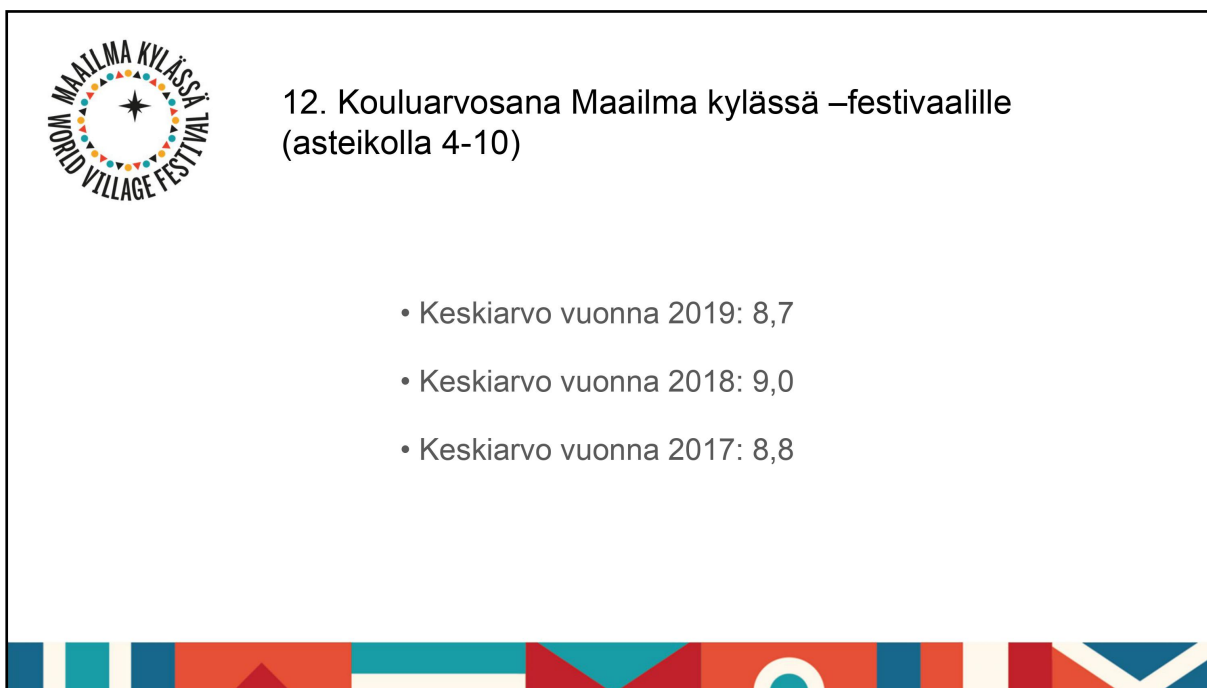 MAAILMA KYLÄSSÄ
WORLD VILLAGE FESTIVAL
12. Kouluarvosana Maailma kylässä –festivaalille
(asteikolla 4-10)
• Keskiarvo vuonna 2019: 8,7
• Keskiarvo vuonna 2018: 9,0
• Keskiarvo vuonna 2017: 8,8